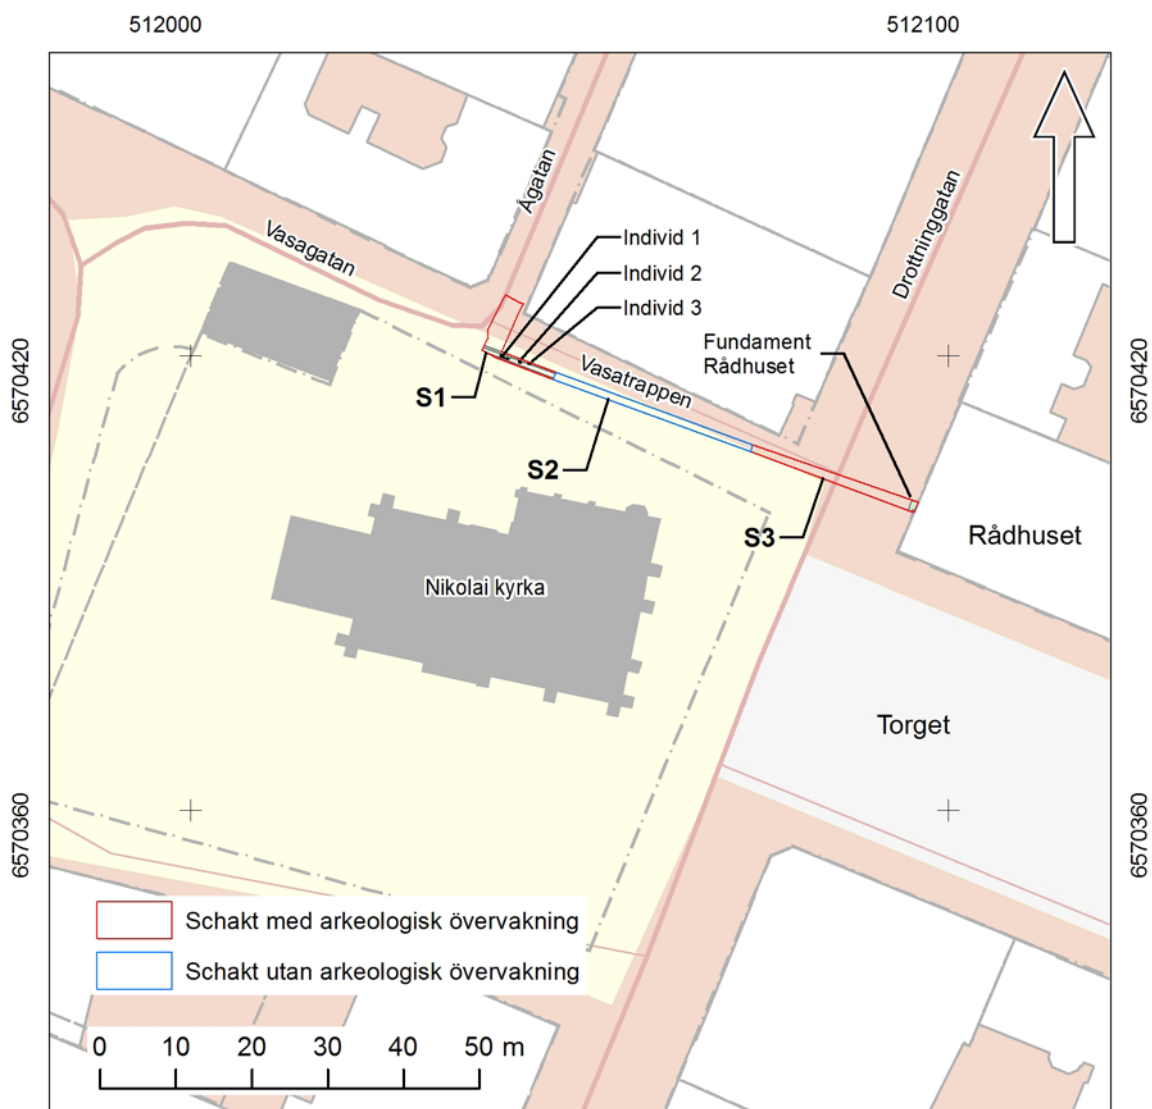 512000
512100
Ågatan
Vasagatan
Drottninggatan
Individ 1
Individ 2
Individ 3
Fundament
Rådhuset
6570420
6570420
Vasatrappen
S1
S2
S3
Rådhuset
Nikolai kyrka
Torget
6570360
6570360
Schakt med arkeologisk övervakning
Schakt utan arkeologisk övervakning
0 10 20 30 40 50 m